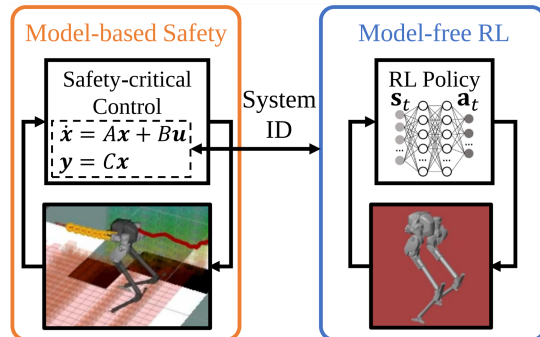 Model-based Safety
Safety-critical
Control
ẋ = Ax + Bu
y = Cx
System
ID
Model-free RL
RL Policy
s_t
a_t
...
...
...
...